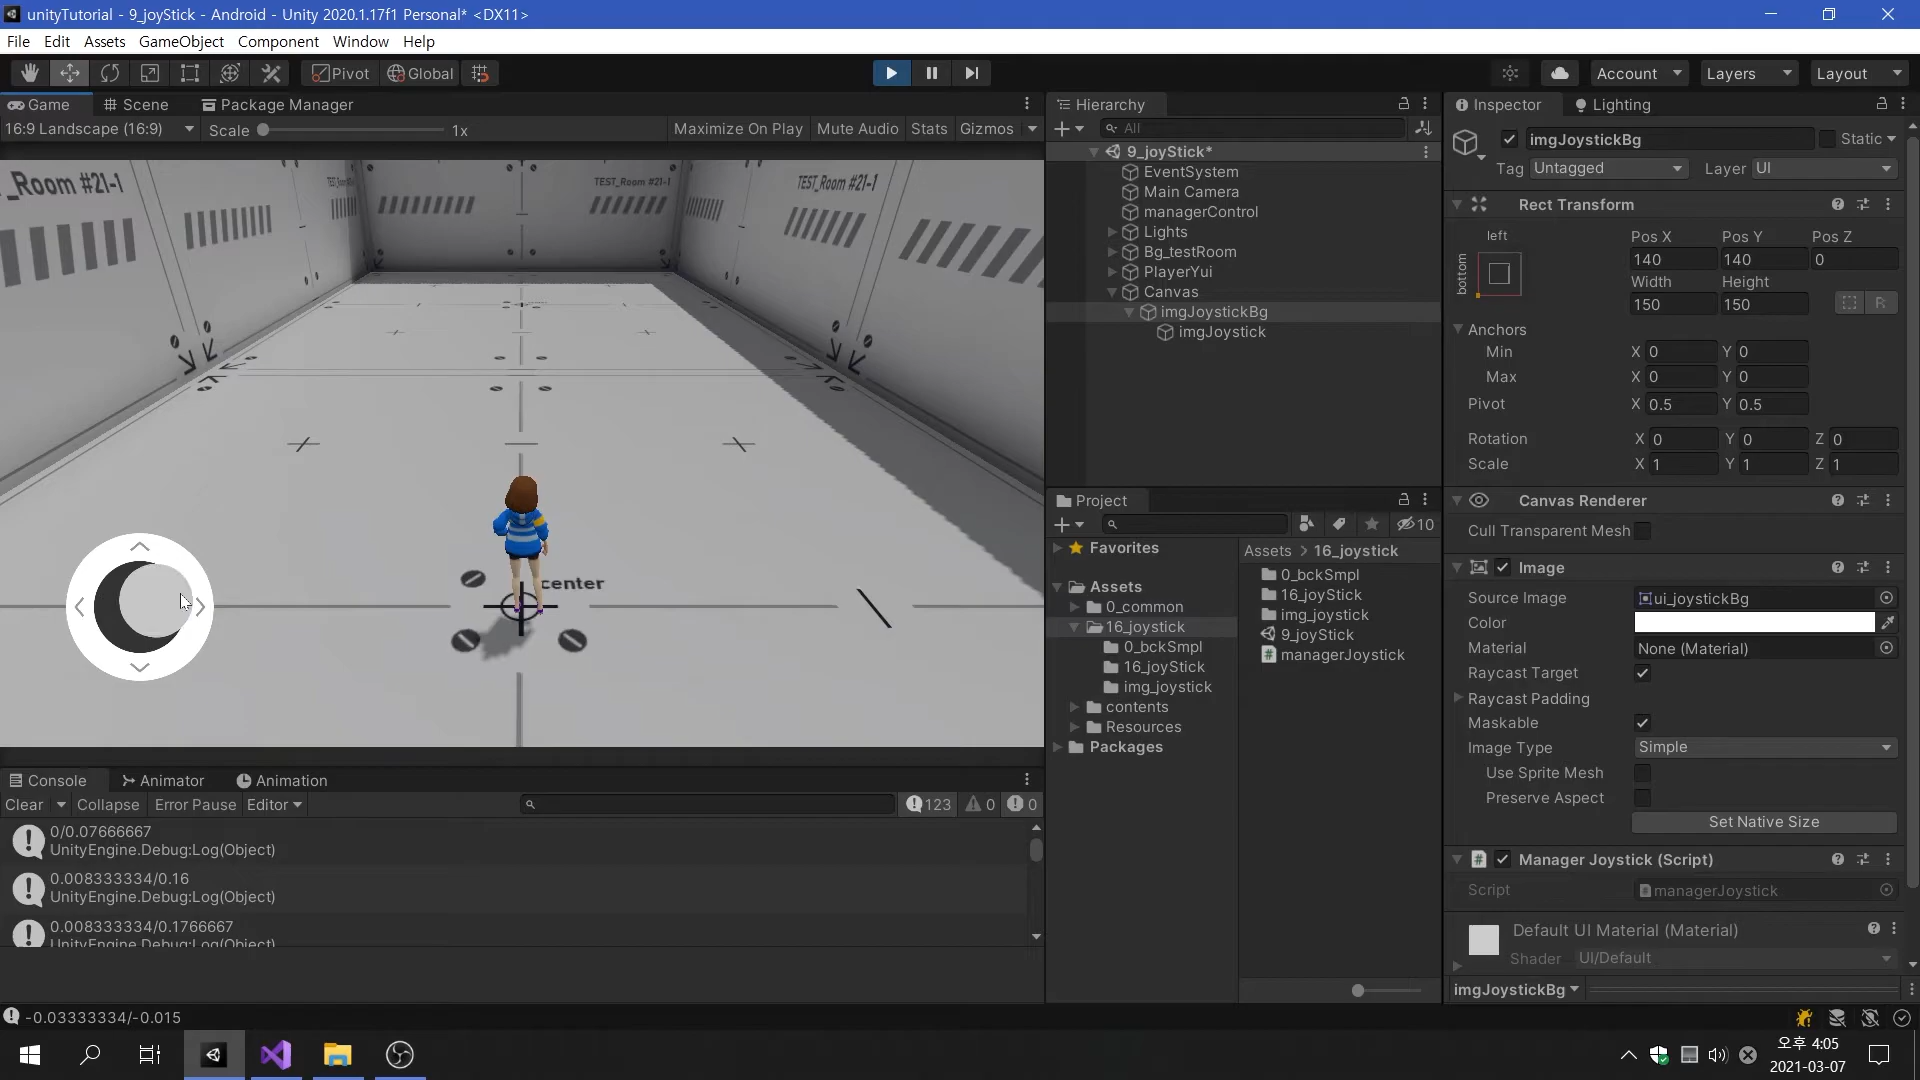 unityTutorial - 9_joyStick - Android - Unity 2020.1.17f1 Personal* <DX11>
File Edit Assets GameObject Component Window Help
Pivot Global Account Layers Layout
Game Scene Package Manager
16:9 Landscape (16:9) Scale 1x Maximize On Play Mute Audio Stats Gizmos
T_Room #21-1
TEST_Room #21-1
TEST_Room #21-1
center
Console Animator Animation
Clear Collapse Error Pause Editor 123 0 0
0/0.07666667
UnityEngine.Debug:Log(Object)
0.008333334/0.16
UnityEngine.Debug:Log(Object)
0.008333334/0.1766667
UnityEngine.Debug:Log(Object)
-0.03333334/-0.015
Hierarchy
All
9_joyStick*
EventSystem
Main Camera
managerControl
Lights
Bg_testRoom
PlayerYui
Canvas
imgJoystickBg
imgJoystick
Project
10
Favorites
Assets
0_common
16_joystick
0_bckSmpl
16_joyStick
img_joystick
contents
Resources
Packages
Assets > 16_joystick
0_bckSmpl
16_joyStick
img_joystick
9_joyStick
managerJoystick
Inspector Lighting
imgJoystickBg Static
Tag Untagged Layer UI
Rect Transform
left
bottom
Pos X Pos Y Pos Z
140 140 0
Width Height
150 150 R
Anchors
Min X 0 Y 0
Max X 0 Y 0
Pivot X 0.5 Y 0.5
Rotation X 0 Y 0 Z 0
Scale X 1 Y 1 Z 1
Canvas Renderer
Cull Transparent Mesh
Image
Source Image ui_joystickBg
Color
Material None (Material)
Raycast Target
Raycast Padding
Maskable
Image Type Simple
Use Sprite Mesh
Preserve Aspect
Set Native Size
Manager Joystick (Script)
Script managerJoystick
Default UI Material (Material)
Shader UI/Default
imgJoystickBg
오후 4:05
2021-03-07